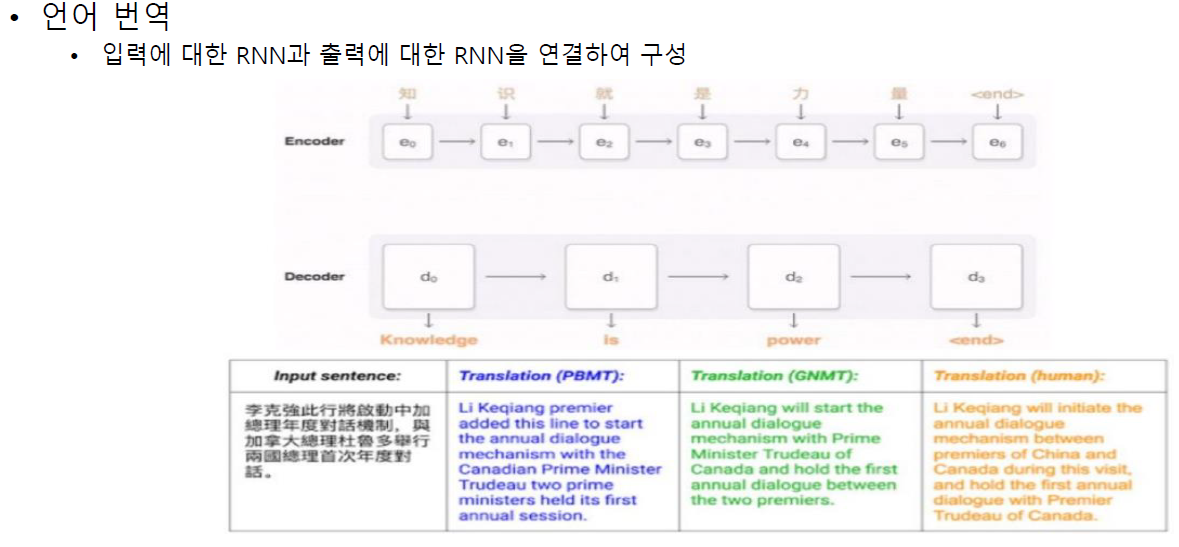 • 언어 번역
• 입력에 대한 RNN과 출력에 대한 RNN을 연결하여 구성
知 识 就 是 力 量 <end>
Encoder e₀ e₁ e₂ e₃ e₄ e₅ e₆
Decoder d₀ d₁ d₂ d₃
Knowledge is power <end>
Input sentence: Translation (PBMT): Translation (GNMT): Translation (human):
李克強此行將啟動中加
總理年度對話機制，與
加拿大總理杜魯多舉行
兩國總理首次年度對
話。
Li Keqiang premier
added this line to start
the annual dialogue
mechanism with the
Canadian Prime Minister
Trudeau two prime
ministers held its first
annual session.
Li Keqiang will start the
annual dialogue
mechanism with Prime
Minister Trudeau of
Canada and hold the first
annual dialogue between
the two premiers.
Li Keqiang will initiate the
annual dialogue
mechanism between
premiers of China and
Canada during this visit,
and hold the first annual
dialogue with Premier
Trudeau of Canada.